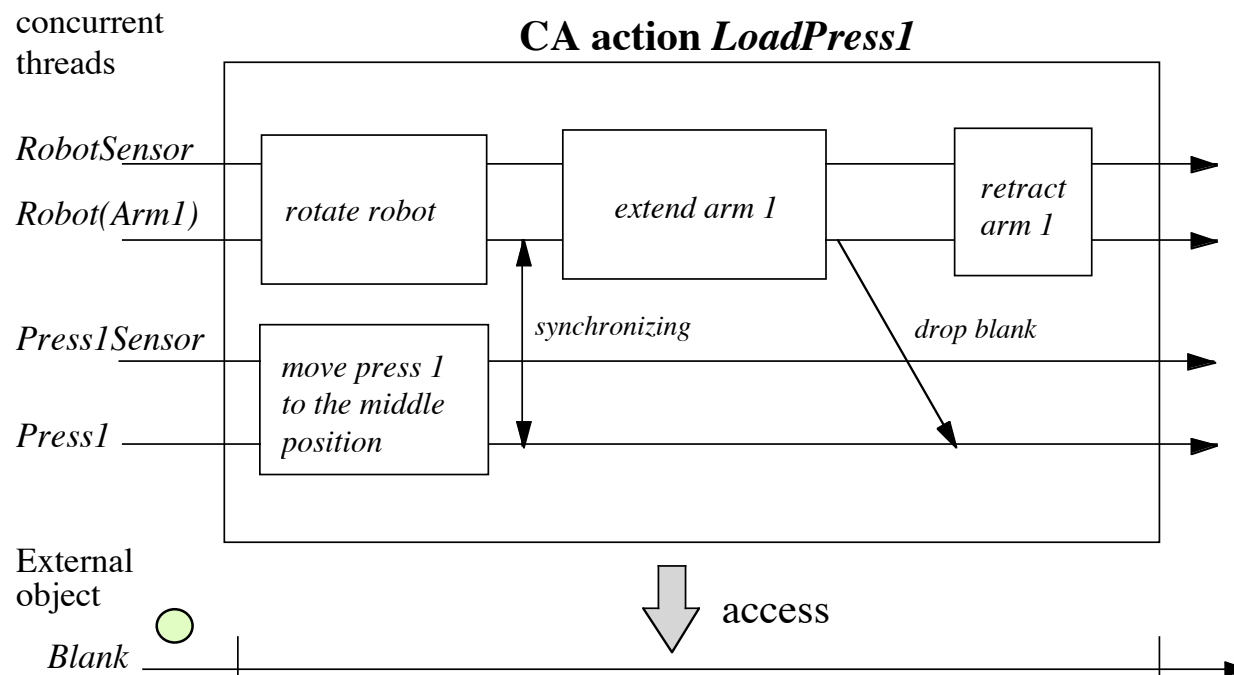 concurrent
threads
CA action LoadPress1
RobotSensor
Robot(Arm1)
rotate robot
extend arm 1
retract
arm 1
synchronizing
drop blank
Press1Sensor
move press 1
to the middle
position
Press1
External
object
access
Blank